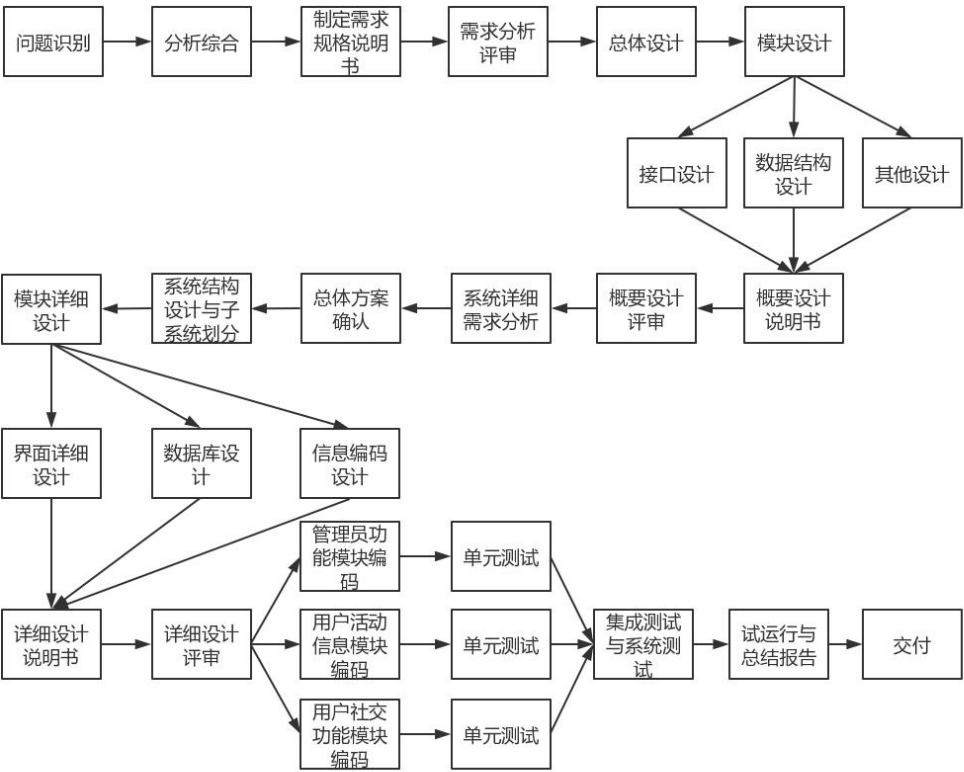 问题识别
分析综合
制定需求
规格说明
书
需求分析
评审
总体设计
模块设计
接口设计
数据结构
设计
其他设计
模块详细
设计
系统结构
设计与子
系统划分
总体方案
确认
系统详细
需求分析
概要设计
评审
概要设计
说明书
界面详细
设计
数据库设
计
信息编码
设计
管理员功
能模块编
码
单元测试
详细设计
说明书
详细设计
评审
用户活动
信息模块
编码
单元测试
集成测试
与系统测
试
试运行与
总结报告
交付
用户社交
功能模块
编码
单元测试